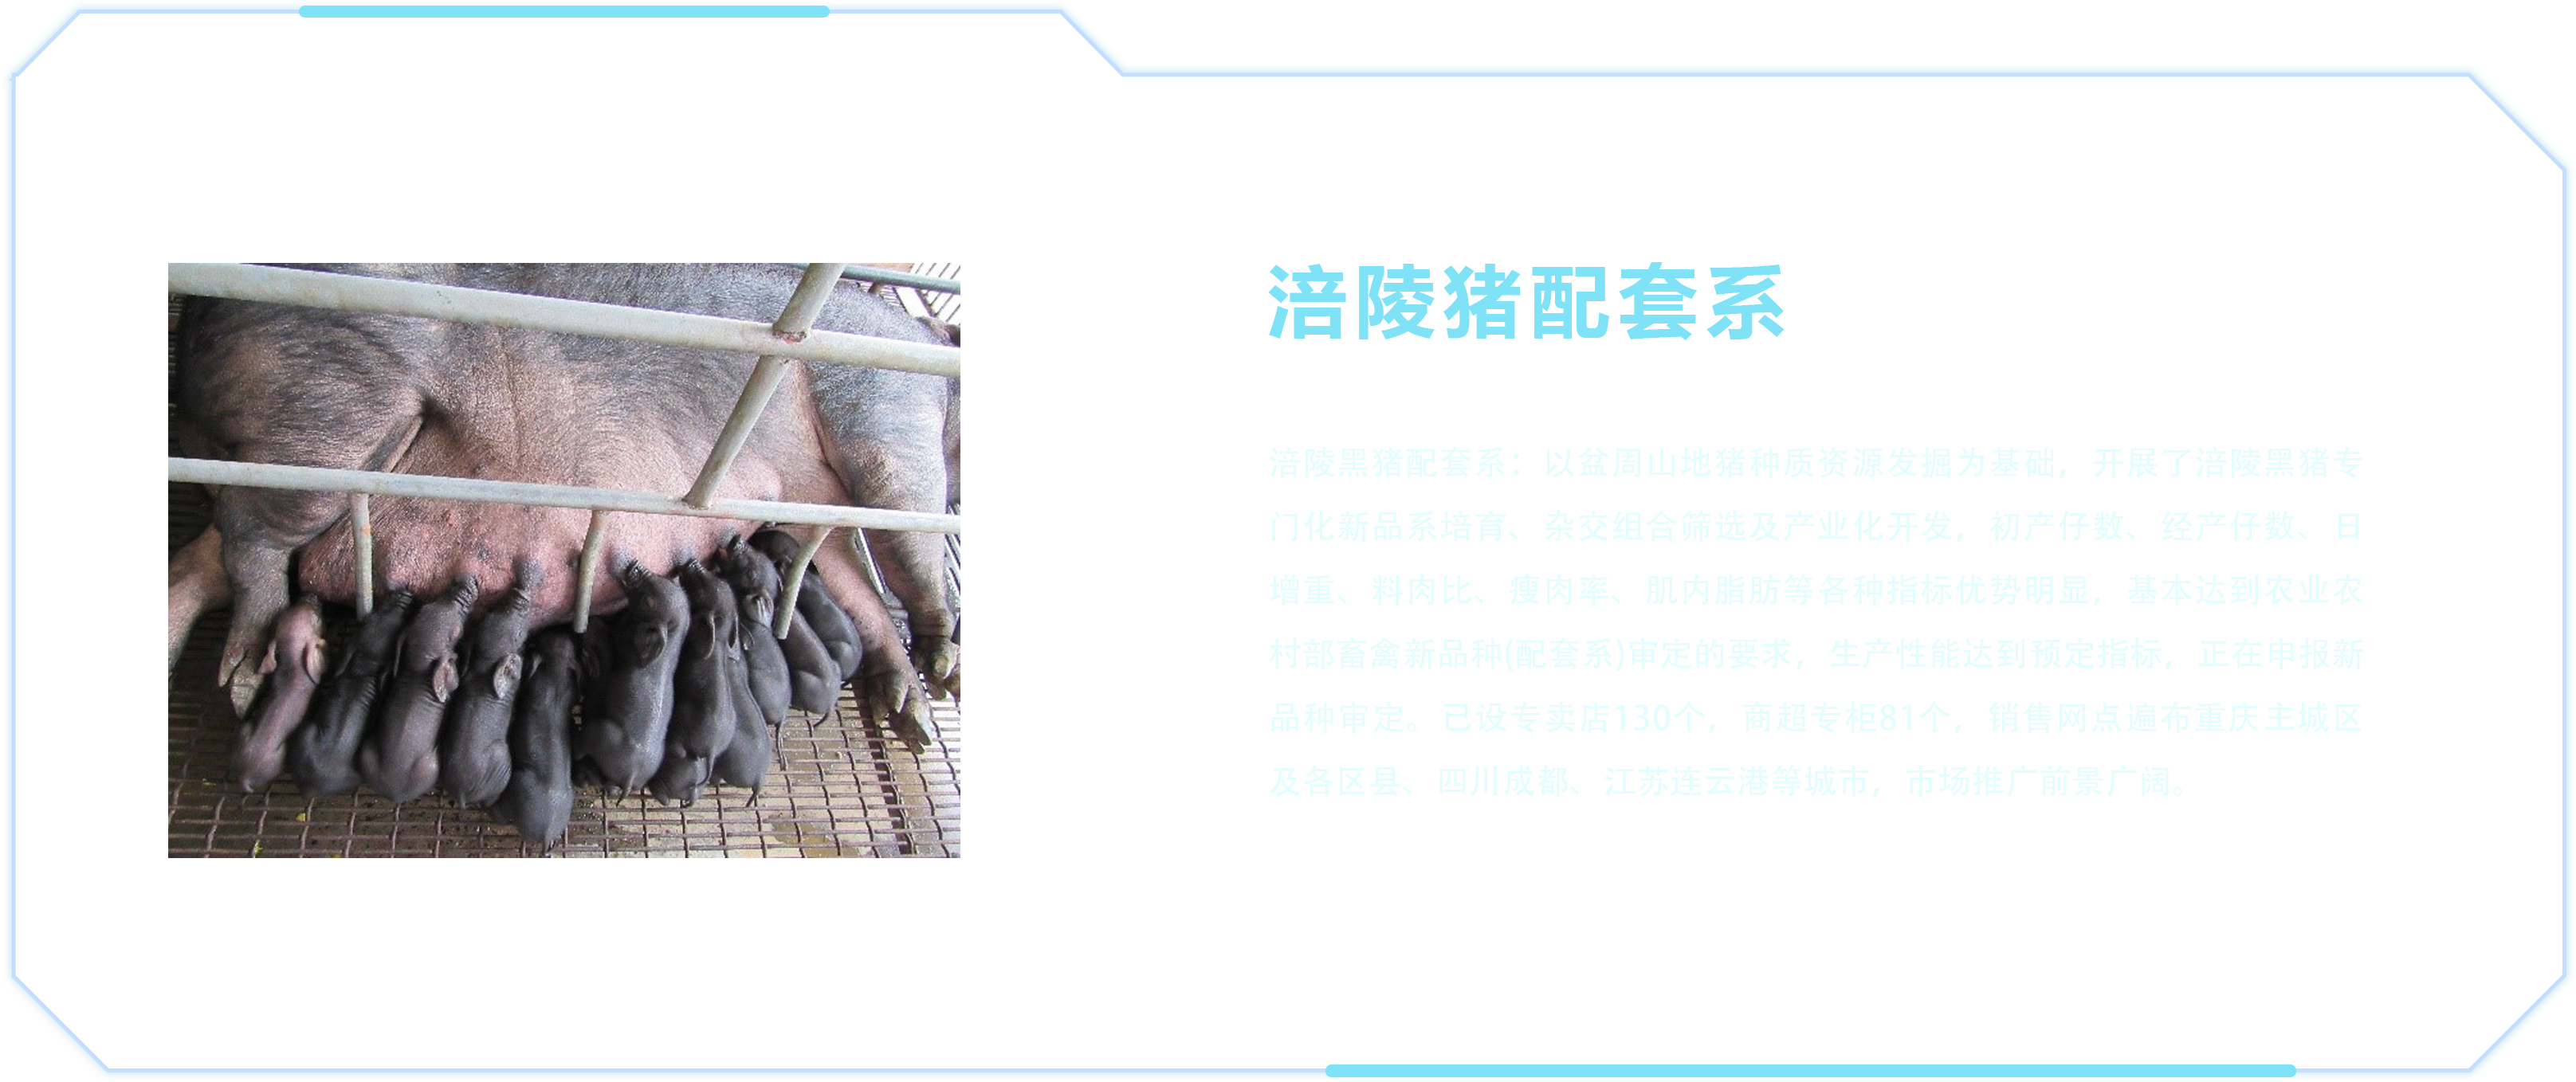 涪陵猪配套系
涪陵黑猪配套系：以盆周山地猪种质资源发掘为基础，开展了涪陵黑猪专
门化新品系培育、杂交组合筛选及产业化开发，初产仔数、经产仔数、日
增重、料肉比、瘦肉率、肌内脂肪等各种指标优势明显，基本达到农业农
村部畜禽新品种(配套系)审定的要求，生产性能达到预定指标，正在申报新
品种审定。已设专卖店130个，商超专柜81个，销售网点遍布重庆主城区
及各区县、四川成都、江苏连云港等城市，市场推广前景广阔。